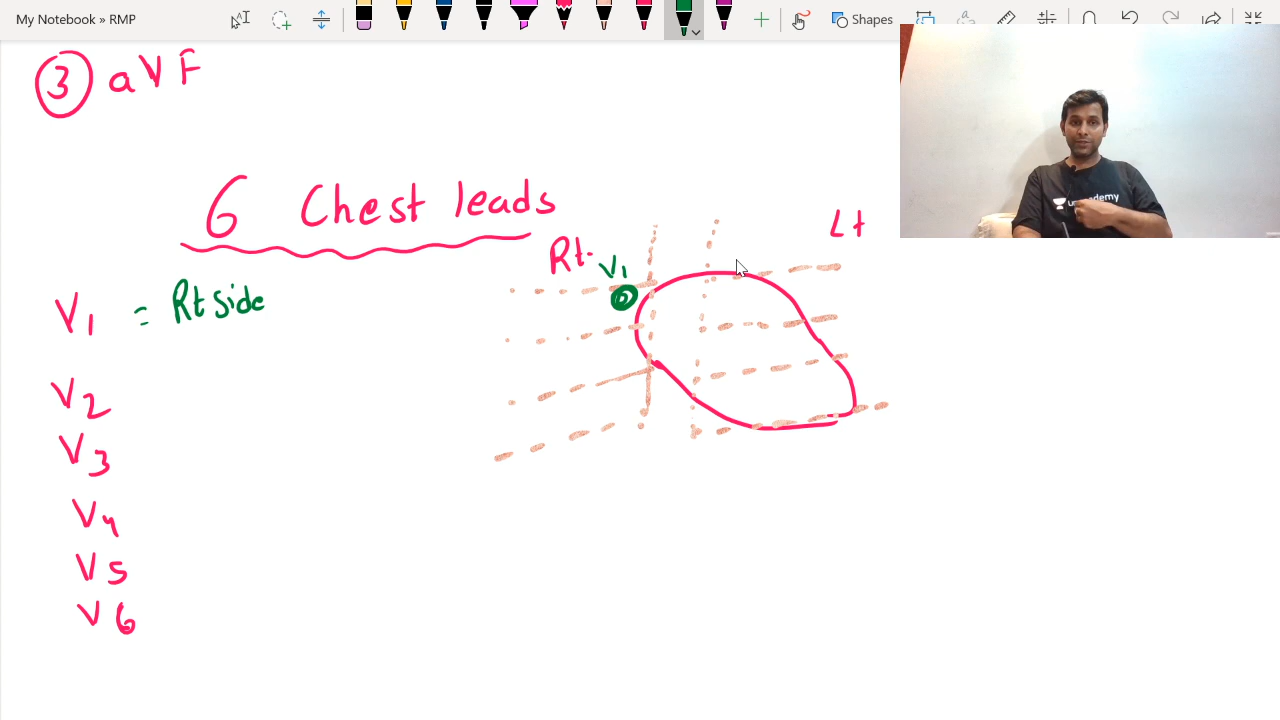 My Notebook » RMP
Shapes
3 aVF
6 Chest leads
Rt.
Lt
V1
V1 = Rt Side
V2
V3
V4
V5
V6